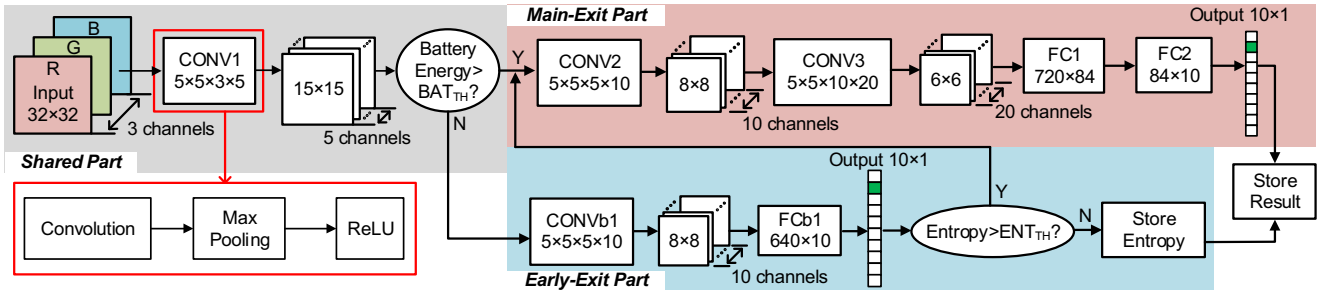 Main-Exit Part
Output 10×1
B
G
R
Input
32×32
3 channels
CONV1
5×5×3×5
15×15
5 channels
Battery
Energy>
BATTH?
Y
N
CONV2
5×5×5×10
8×8
10 channels
CONV3
5×5×10×20
6×6
20 channels
FC1
720×84
FC2
84×10
Shared Part
Convolution
Max
Pooling
ReLU
Output 10×1
CONVb1
5×5×5×10
8×8
10 channels
FCb1
640×10
Entropy>ENTTH?
Y
N
Store
Entropy
Store
Result
Early-Exit Part